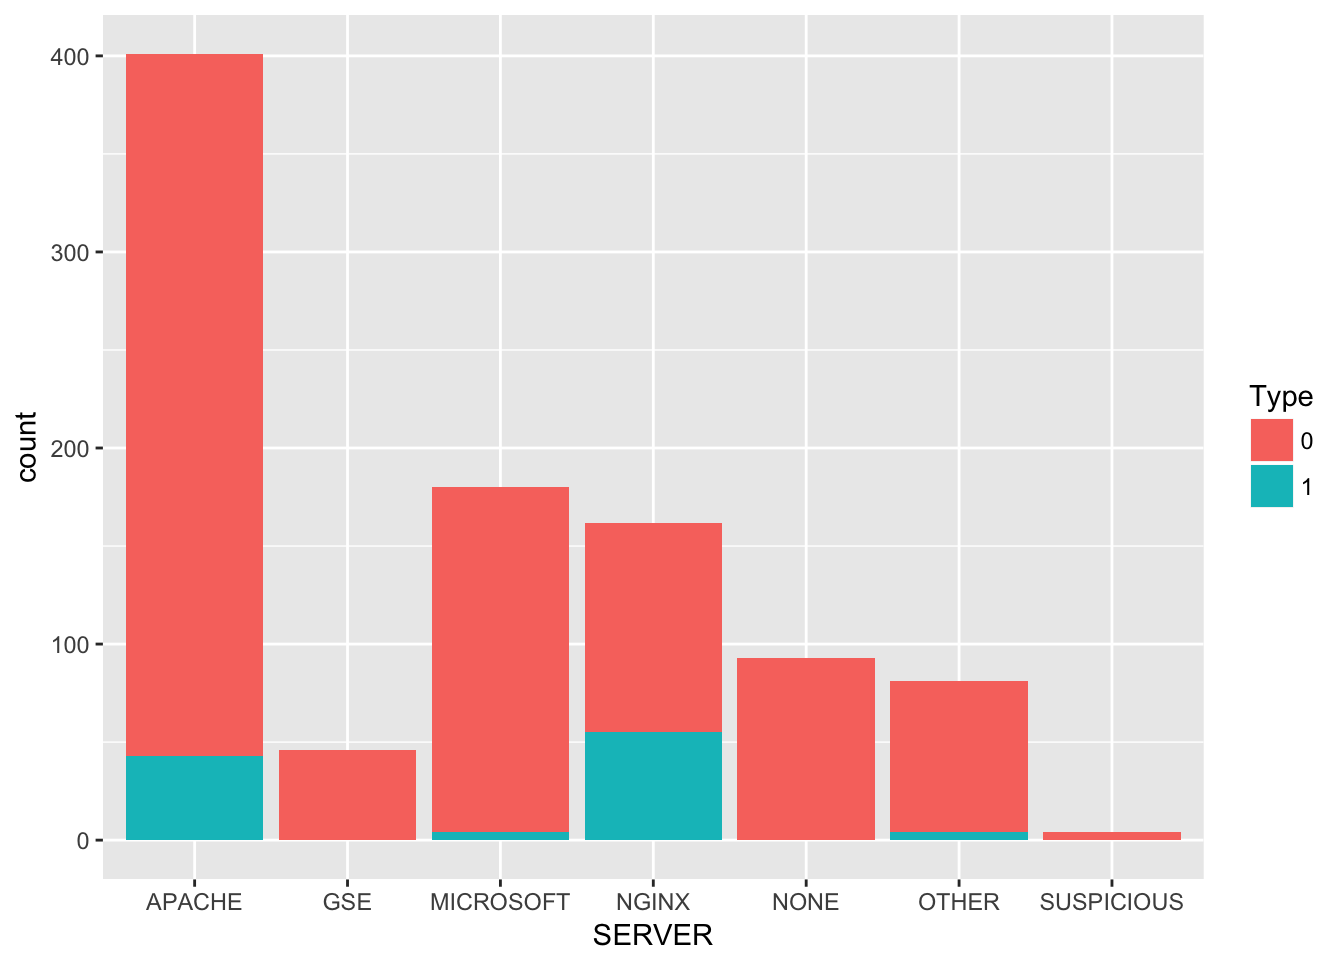 400
300
200
100
0
count
APACHE GSE MICROSOFT NGINX NONE OTHER SUSPICIOUS
SERVER
Type
0
1